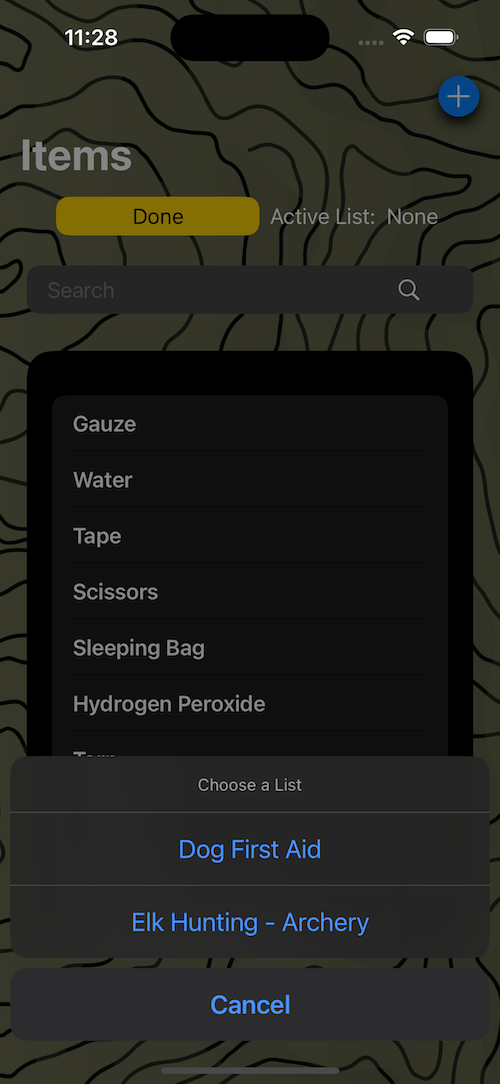 11:28
Items
Done
Active List: None
Search
Gauze
Water
Tape
Scissors
Sleeping Bag
Hydrogen Peroxide
Choose a List
Dog First Aid
Elk Hunting - Archery
Cancel